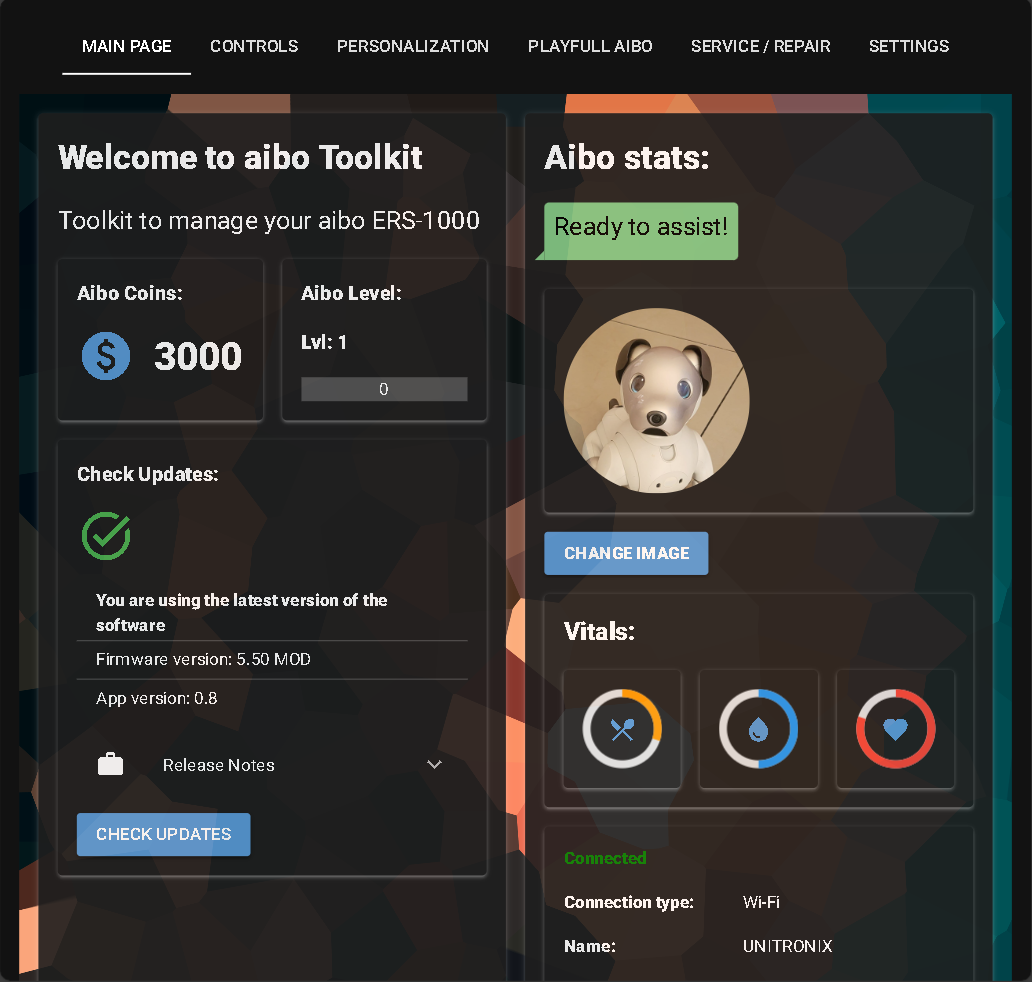 MAIN PAGE CONTROLS PERSONALIZATION PLAYFULL AIBO SERVICE / REPAIR SETTINGS
Welcome to aibo Toolkit
Toolkit to manage your aibo ERS-1000
Aibo Coins:
$ 3000
Aibo Level:
Lvl: 1
0
Check Updates:
You are using the latest version of the
software
Firmware version: 5.50 MOD
App version: 0.8
Release Notes
CHECK UPDATES
Aibo stats:
Ready to assist!
CHANGE IMAGE
Vitals:
Connected
Connection type: Wi-Fi
Name: UNITRONIX